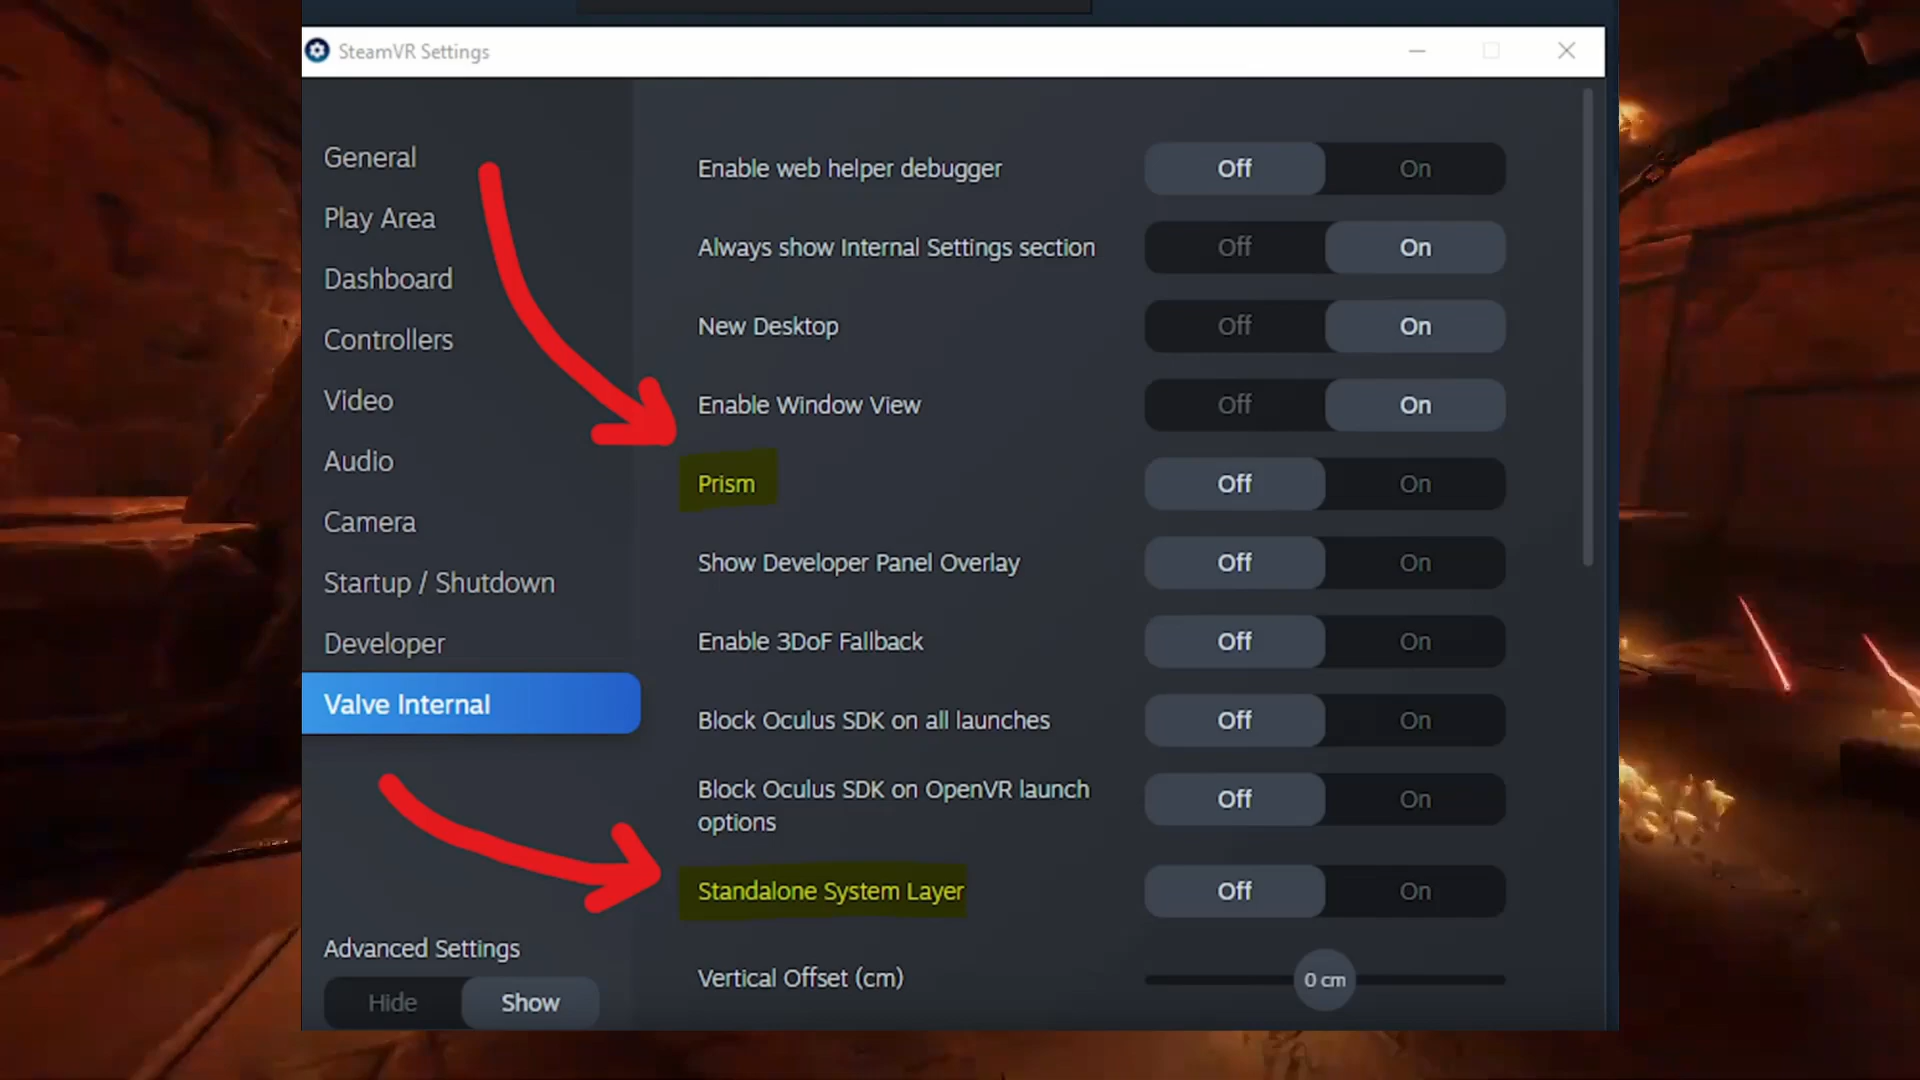 SteamVR Settings
General
Play Area
Dashboard
Controllers
Video
Audio
Camera
Startup / Shutdown
Developer
Valve Internal
Advanced Settings
Hide Show
Enable web helper debugger Off On
Always show Internal Settings section Off On
New Desktop Off On
Enable Window View Off On
Prism Off On
Show Developer Panel Overlay Off On
Enable 3DoF Fallback Off On
Block Oculus SDK on all launches Off On
Block Oculus SDK on OpenVR launch
options Off On
Standalone System Layer Off On
Vertical Offset (cm) 0 cm